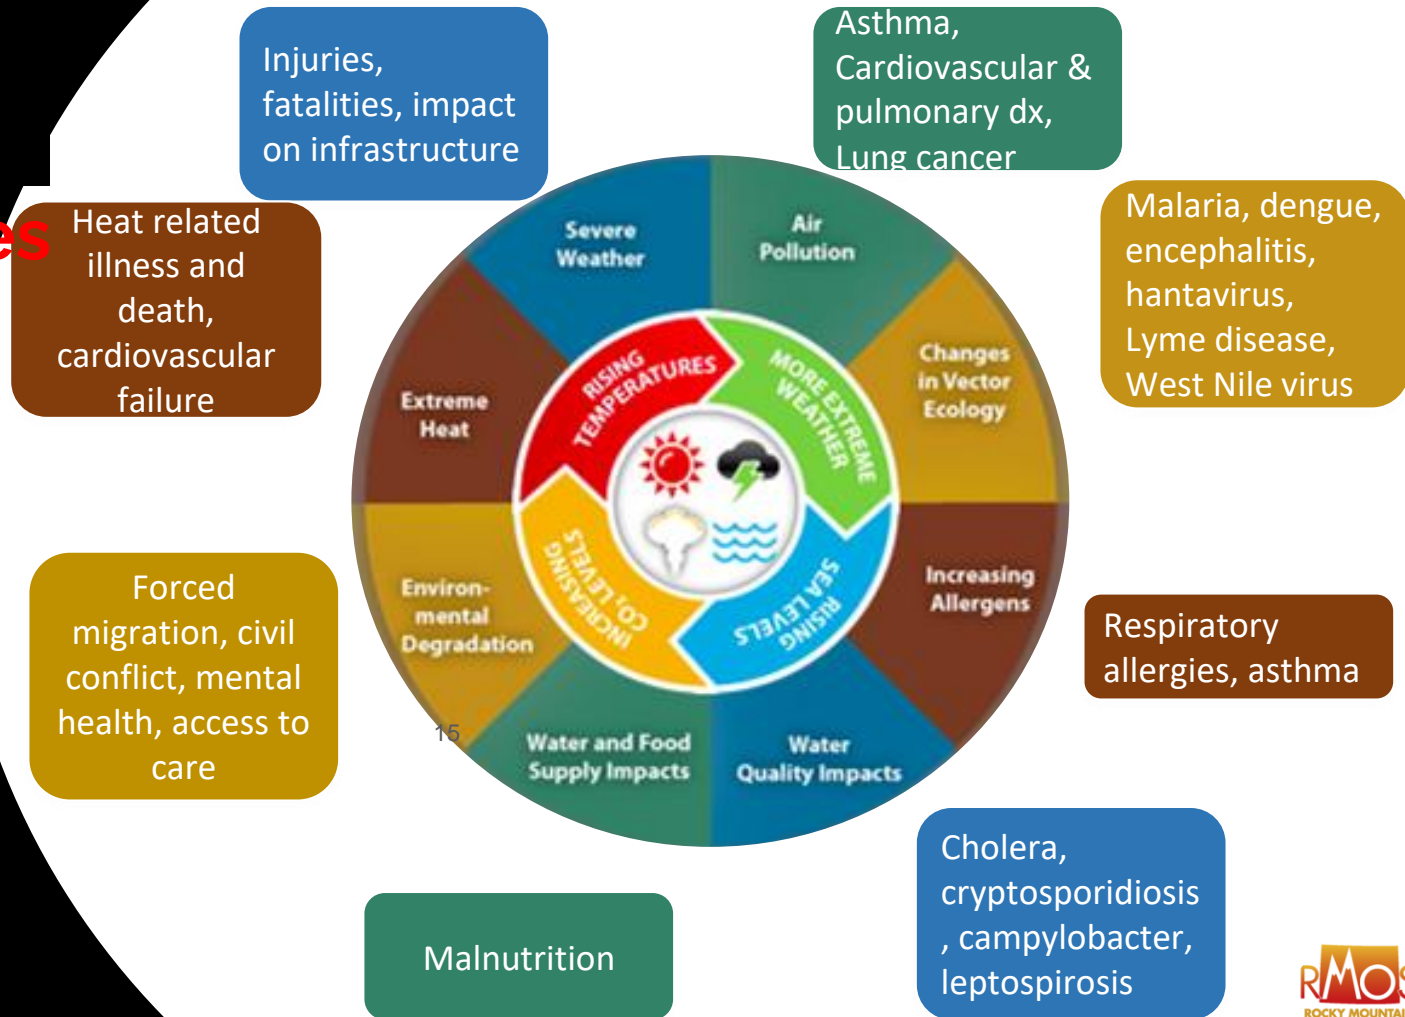 Injuries,
fatalities, impact
on infrastructure
Asthma,
Cardiovascular &
pulmonary dx,
Lung cancer
es
Heat related
illness and
death,
cardiovascular
failure
Malaria, dengue,
encephalitis,
hantavirus,
Lyme disease,
West Nile virus
Severe
Weather
Air
Pollution
Extreme
Heat
Changes
in Vector
Ecology
RISING
TEMPERATURES
MORE EXTREME
WEATHER
INCREASING
CO₂ LEVELS
RISING
SEA LEVELS
Environ-
mental
Degradation
Increasing
Allergens
Water and Food
Supply Impacts
Water
Quality Impacts
Forced
migration, civil
conflict, mental
health, access to
care
Respiratory
allergies, asthma
15
Malnutrition
Cholera,
cryptosporidiosis
, campylobacter,
leptospirosis
RMOS
ROCKY MOUNTAI